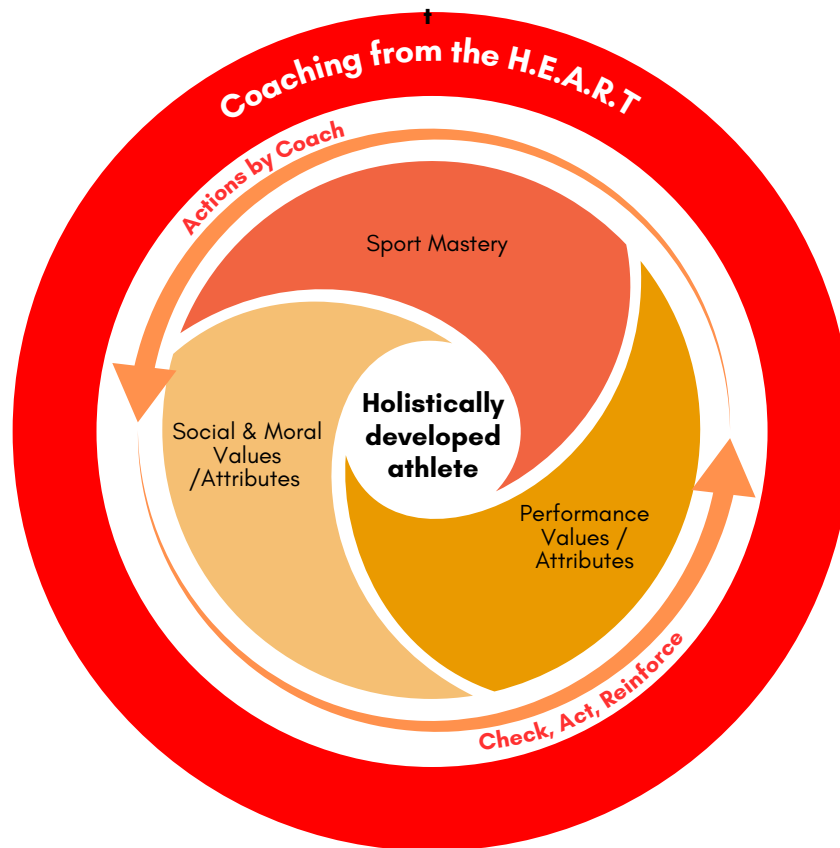 t
Coaching from the H.E.A.R.T
Actions by Coach
Sport Mastery
Holistically
developed
athlete
Social & Moral
Values
/Attributes
Performance
Values /
Attributes
Check, Act, Reinforce